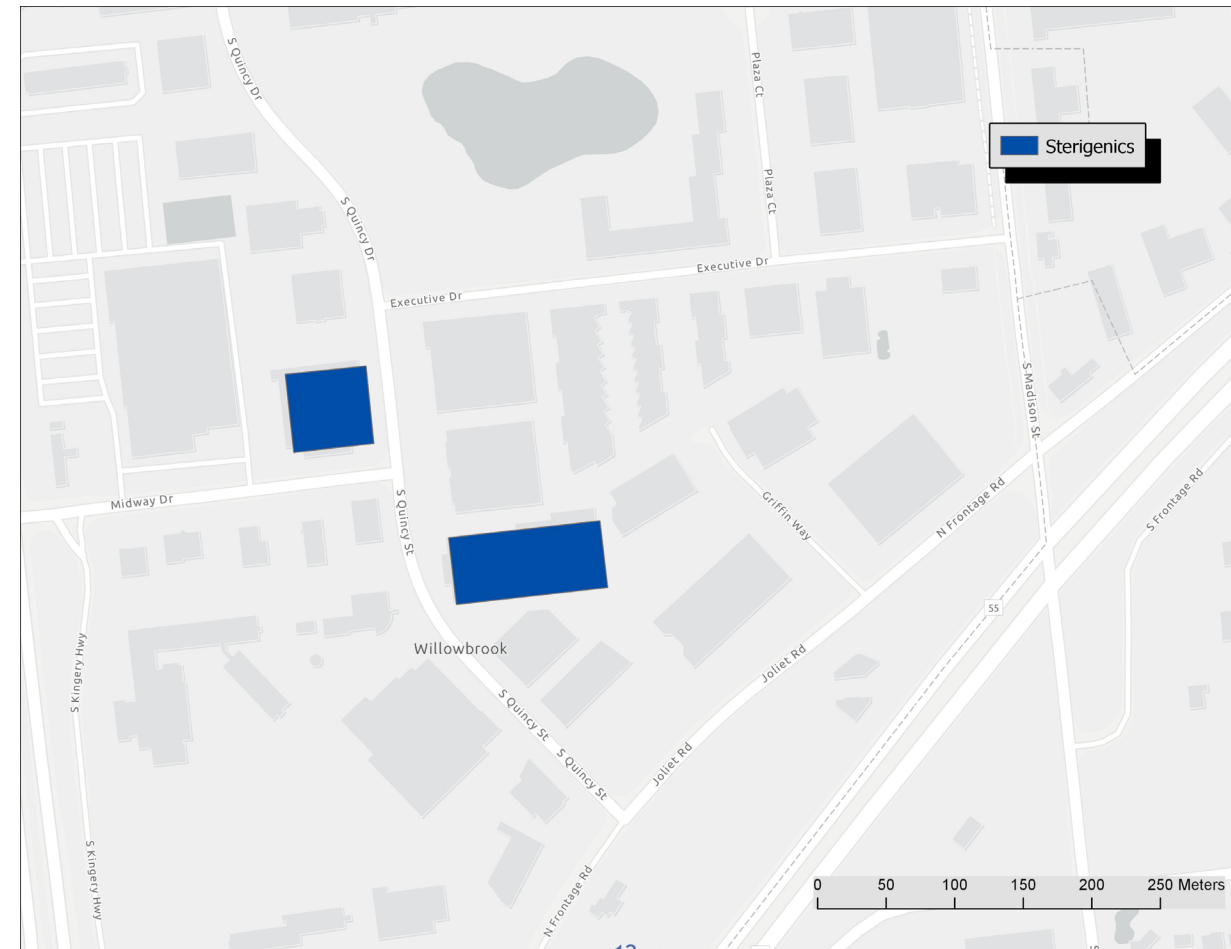 S Quincy Dr
Plaza Ct
Sterigenics
Plaza Ct
S Quincy Dr
Executive Dr
Executive Dr
S Madison St
Midway Dr
S Quincy St
Griffin Way
N Frontage Rd
S Frontage Rd
55
Willowbrook
S Kingery Hwy
Joliet Rd
S Quincy St
S Quincy St
Joliet Rd
S Kingery Hwy
N Frontage Rd
0 50 100 150 200 250 Meters